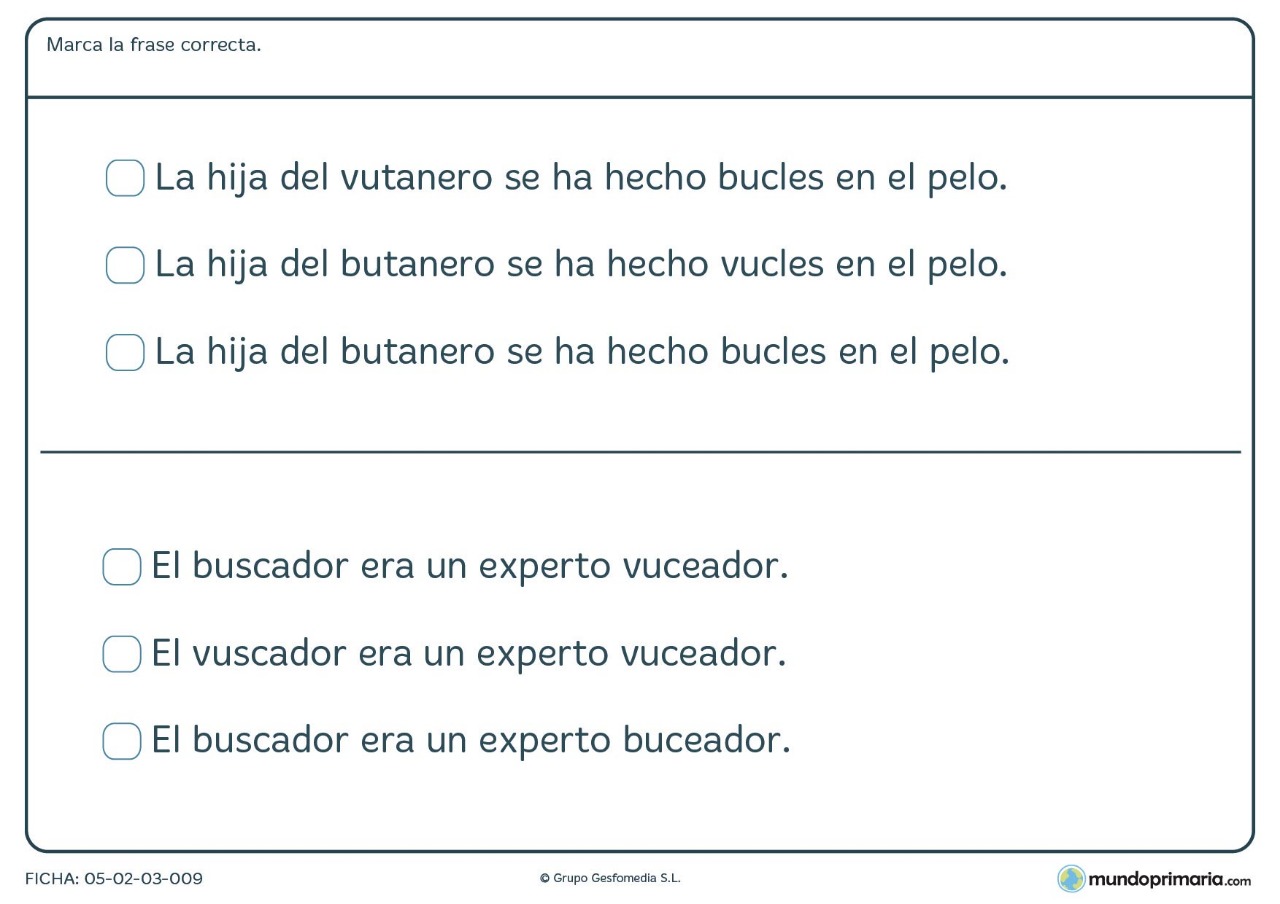 Marca la frase correcta.
La hija del vutanero se ha hecho bucles en el pelo.
La hija del butanero se ha hecho vucles en el pelo.
La hija del butanero se ha hecho bucles en el pelo.
El buscador era un experto vuceador.
El vuscador era un experto vuceador.
El buscador era un experto buceador.
FICHA: 05-02-03-009
© Grupo Gesfomedia S.L.
mundoprimaria.com